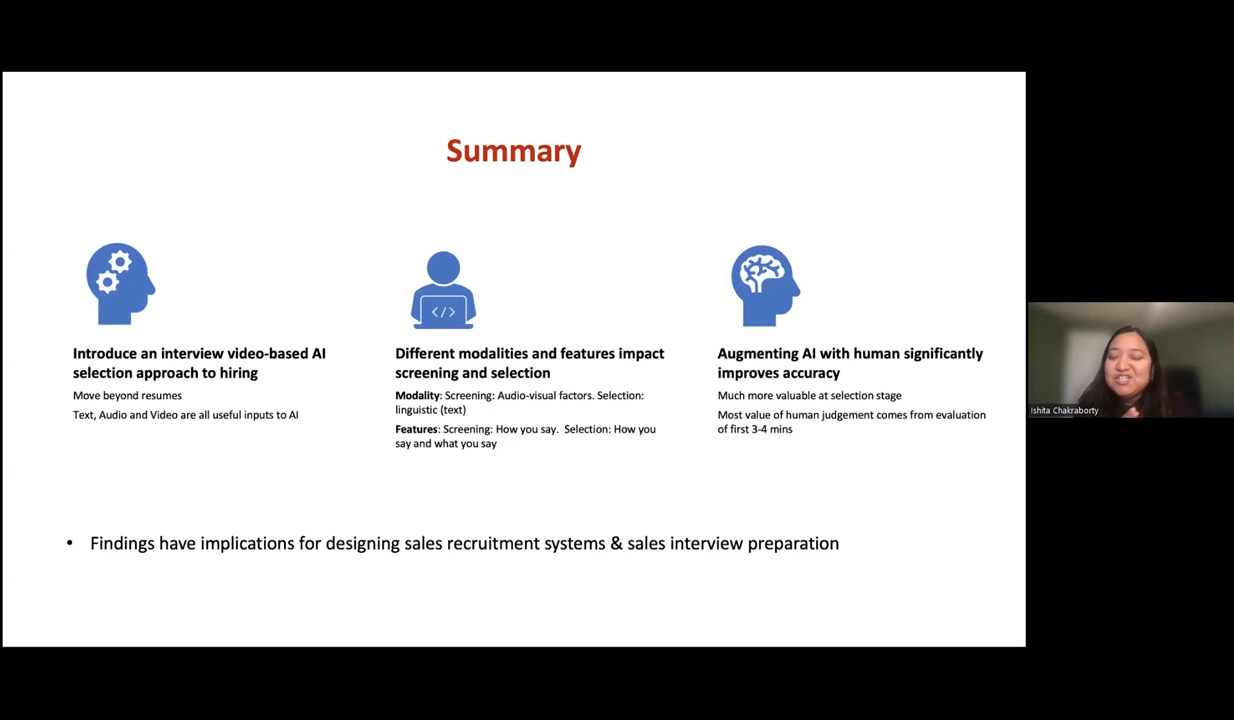 Summary
Introduce an interview video-based AI
selection approach to hiring
Move beyond resumes
Text, Audio and Video are all useful inputs to AI
</>
Different modalities and features impact
screening and selection
Modality: Screening: Audio-visual factors. Selection:
linguistic (text)
Features: Screening: How you say.  Selection: How you
say and what you say
Augmenting AI with human significantly
improves accuracy
Much more valuable at selection stage
Most value of human judgement comes from evaluation
of first 3-4 mins
• Findings have implications for designing sales recruitment systems & sales interview preparation
Ishita Chakraborty